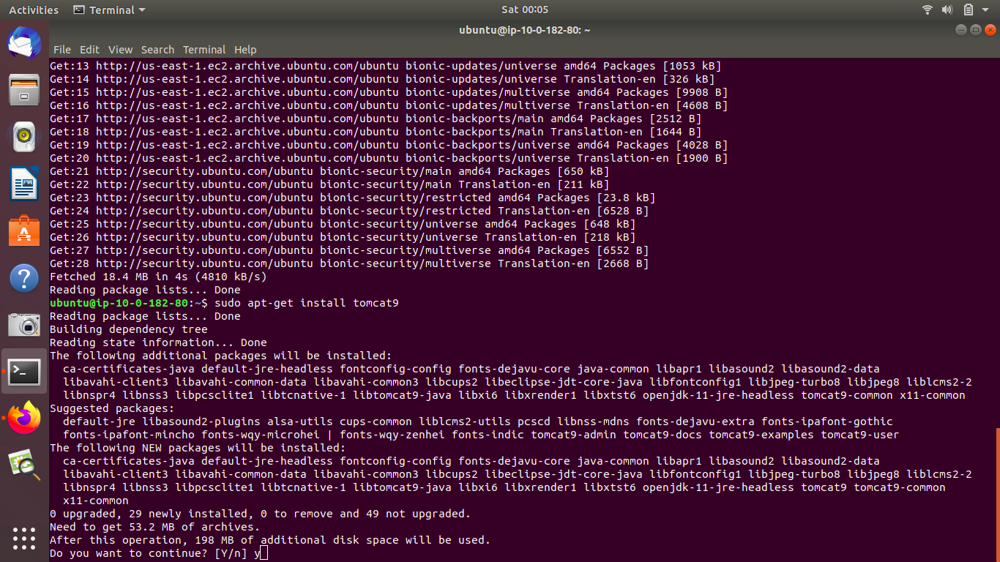 Activities Terminal Sat 00:05
ubuntu@ip-10-0-182-80: ~
File Edit View Search Terminal Help
Get:13 http://us-east-1.ec2.archive.ubuntu.com/ubuntu bionic-updates/universe amd64 Packages [1053 kB]
Get:14 http://us-east-1.ec2.archive.ubuntu.com/ubuntu bionic-updates/universe Translation-en [326 kB]
Get:15 http://us-east-1.ec2.archive.ubuntu.com/ubuntu bionic-updates/multiverse amd64 Packages [9908 B]
Get:16 http://us-east-1.ec2.archive.ubuntu.com/ubuntu bionic-updates/multiverse Translation-en [4608 B]
Get:17 http://us-east-1.ec2.archive.ubuntu.com/ubuntu bionic-backports/main amd64 Packages [2512 B]
Get:18 http://us-east-1.ec2.archive.ubuntu.com/ubuntu bionic-backports/main Translation-en [1644 B]
Get:19 http://us-east-1.ec2.archive.ubuntu.com/ubuntu bionic-backports/universe amd64 Packages [4028 B]
Get:20 http://us-east-1.ec2.archive.ubuntu.com/ubuntu bionic-backports/universe Translation-en [1900 B]
Get:21 http://security.ubuntu.com/ubuntu bionic-security/main amd64 Packages [650 kB]
Get:22 http://security.ubuntu.com/ubuntu bionic-security/main Translation-en [211 kB]
Get:23 http://security.ubuntu.com/ubuntu bionic-security/restricted amd64 Packages [23.8 kB]
Get:24 http://security.ubuntu.com/ubuntu bionic-security/restricted Translation-en [6528 B]
Get:25 http://security.ubuntu.com/ubuntu bionic-security/universe amd64 Packages [648 kB]
Get:26 http://security.ubuntu.com/ubuntu bionic-security/universe Translation-en [218 kB]
Get:27 http://security.ubuntu.com/ubuntu bionic-security/multiverse amd64 Packages [6552 B]
Get:28 http://security.ubuntu.com/ubuntu bionic-security/multiverse Translation-en [2668 B]
Fetched 18.4 MB in 4s (4810 kB/s)
Reading package lists... Done
ubuntu@ip-10-0-182-80:~$ sudo apt-get install tomcat9
Reading package lists... Done
Building dependency tree
Reading state information... Done
The following additional packages will be installed:
  ca-certificates-java default-jre-headless fontconfig-config fonts-dejavu-core java-common libapr1 libasound2 libasound2-data
  libavahi-client3 libavahi-common-data libavahi-common3 libcups2 libeclipse-jdt-core-java libfontconfig1 libjpeg-turbo8 libjpeg8 liblcms2-2
  libnspr4 libnss3 libpcsclite1 libtcnative-1 libtomcat9-java libxi6 libxrender1 libxtst6 openjdk-11-jre-headless tomcat9-common x11-common
Suggested packages:
  default-jre libasound2-plugins alsa-utils cups-common liblcms2-utils pcscd libnss-mdns fonts-dejavu-extra fonts-ipafont-gothic
  fonts-ipafont-mincho fonts-wqy-microhei | fonts-wqy-zenhei fonts-indic tomcat9-admin tomcat9-docs tomcat9-examples tomcat9-user
The following NEW packages will be installed:
  ca-certificates-java default-jre-headless fontconfig-config fonts-dejavu-core java-common libapr1 libasound2 libasound2-data
  libavahi-client3 libavahi-common-data libavahi-common3 libcups2 libeclipse-jdt-core-java libfontconfig1 libjpeg-turbo8 libjpeg8 liblcms2-2
  libnspr4 libnss3 libpcsclite1 libtcnative-1 libtomcat9-java libxi6 libxrender1 libxtst6 openjdk-11-jre-headless tomcat9 tomcat9-common
  x11-common
0 upgraded, 29 newly installed, 0 to remove and 49 not upgraded.
Need to get 53.2 MB of archives.
After this operation, 198 MB of additional disk space will be used.
Do you want to continue? [Y/n] y